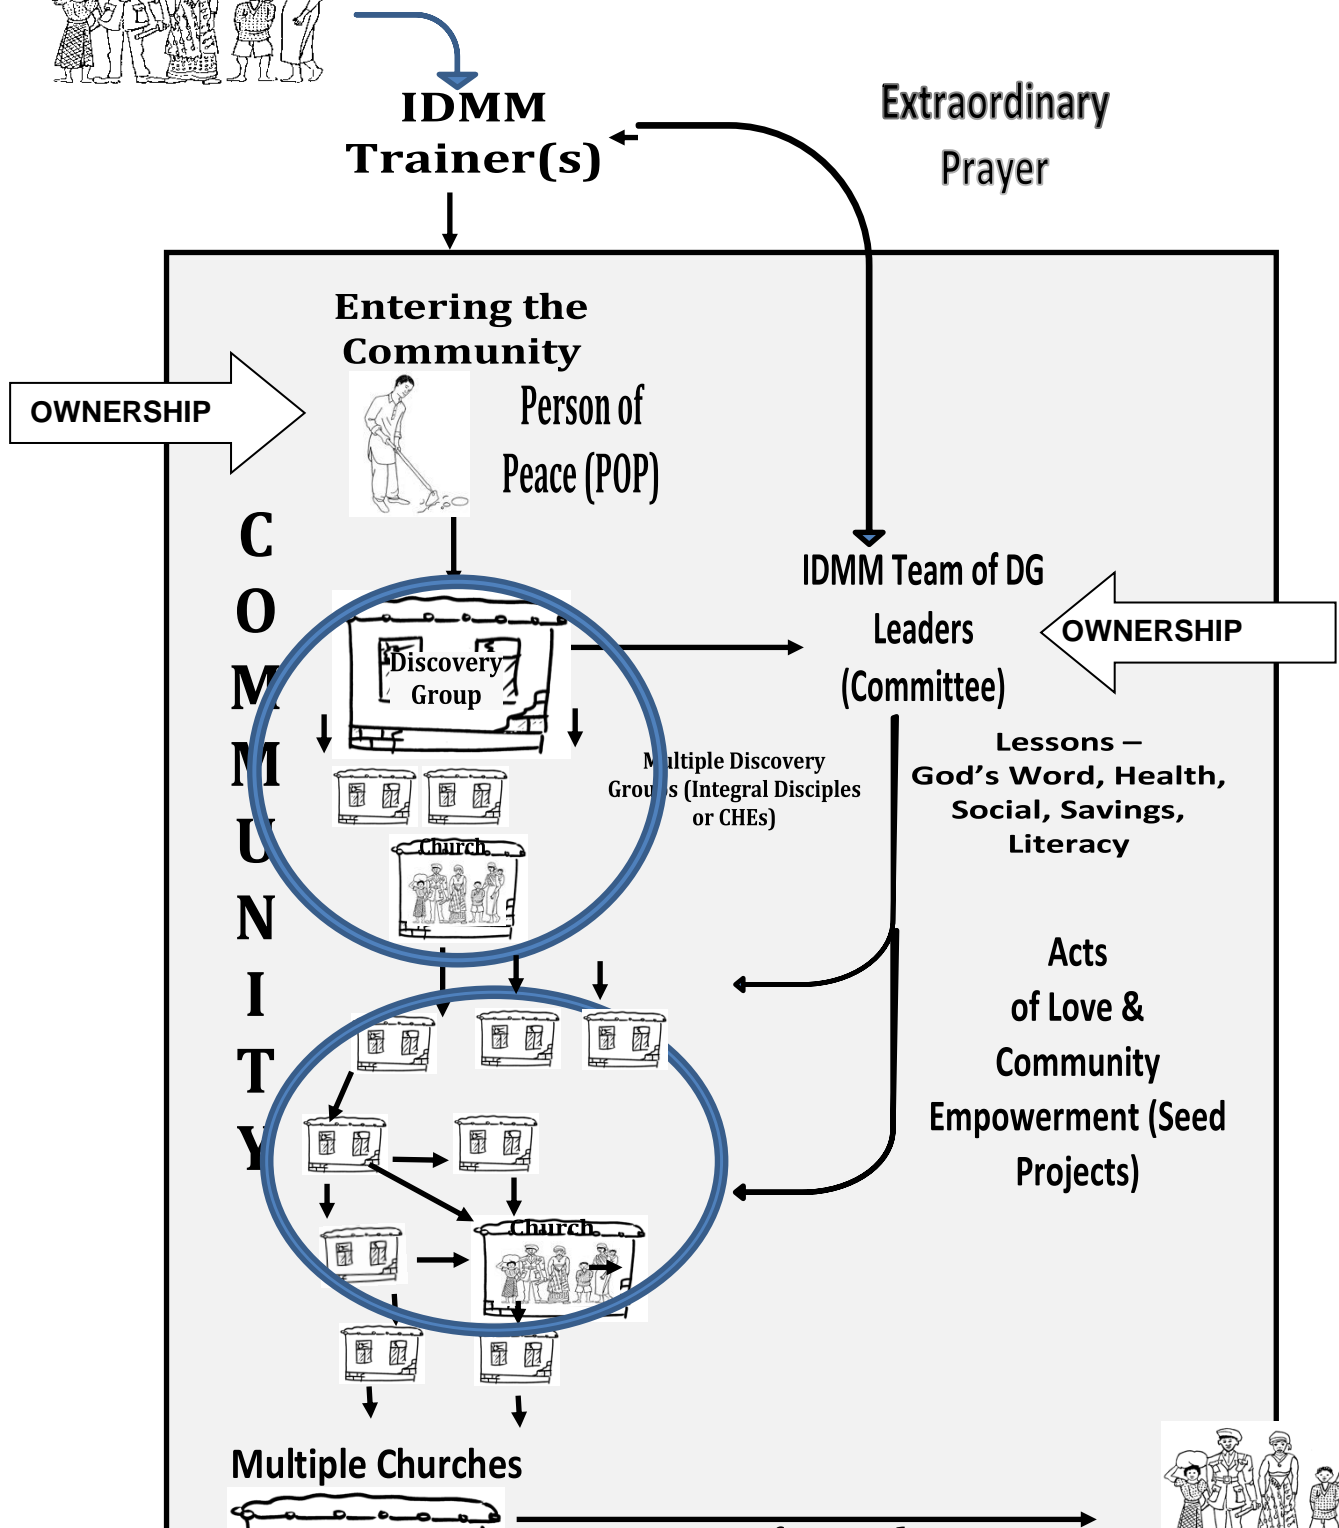 IDMM
Trainer(s)
Extraordinary
Prayer
Entering the
Community
OWNERSHIP
Person of
Peace (POP)
COMMUNITY
IDMM Team of DG
Leaders
(Committee)
OWNERSHIP
Discovery
Group
Lessons –
God's Word, Health,
Social, Savings,
Literacy
Multiple Discovery
Groups (Integral Disciples
or CHEs)
Church
Acts
of Love &
Community
Empowerment (Seed
Projects)
Church
Multiple Churches